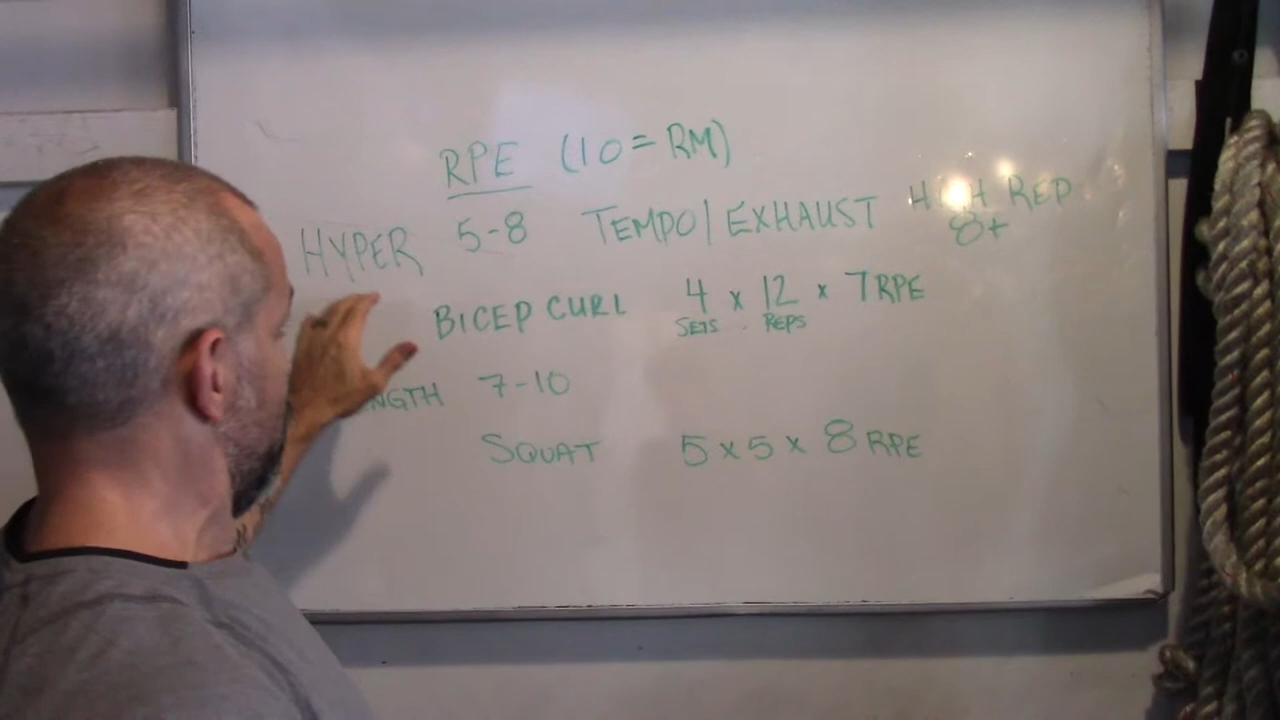 RPE (10 = RM)
HYPER 5-8 TEMPO/EXHAUST HIGH REP
8+
BICEP CURL 4 x 12 x 7 RPE
SETS REPS
7-10
SQUAT 5 x 5 x 8 RPE